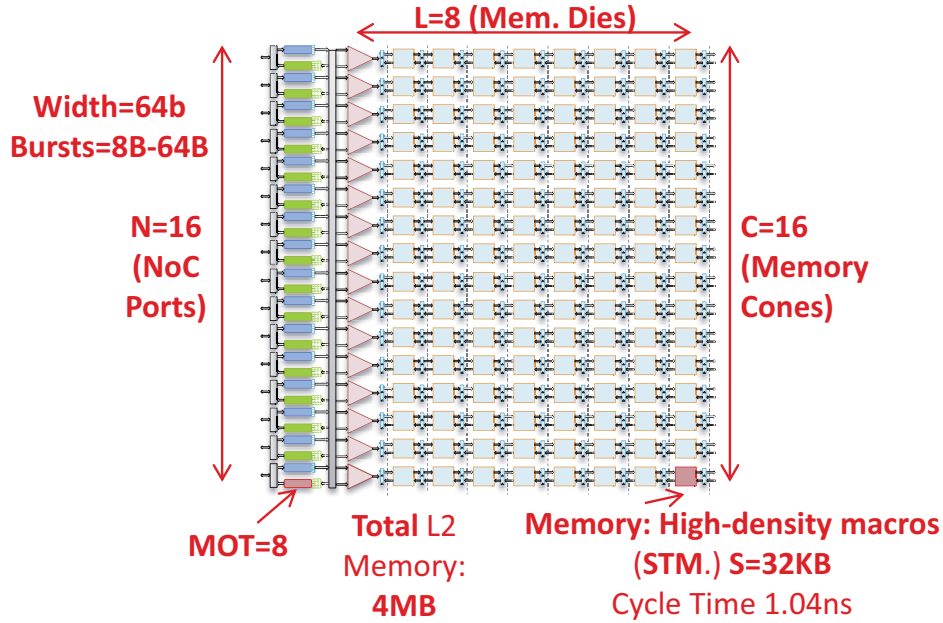 L=8 (Mem. Dies)
Width=64b
Bursts=8B-64B
N=16
(NoC
Ports)
C=16
(Memory
Cones)
MOT=8
Total L2
Memory:
4MB
Memory: High-density macros
(STM.) S=32KB
Cycle Time 1.04ns